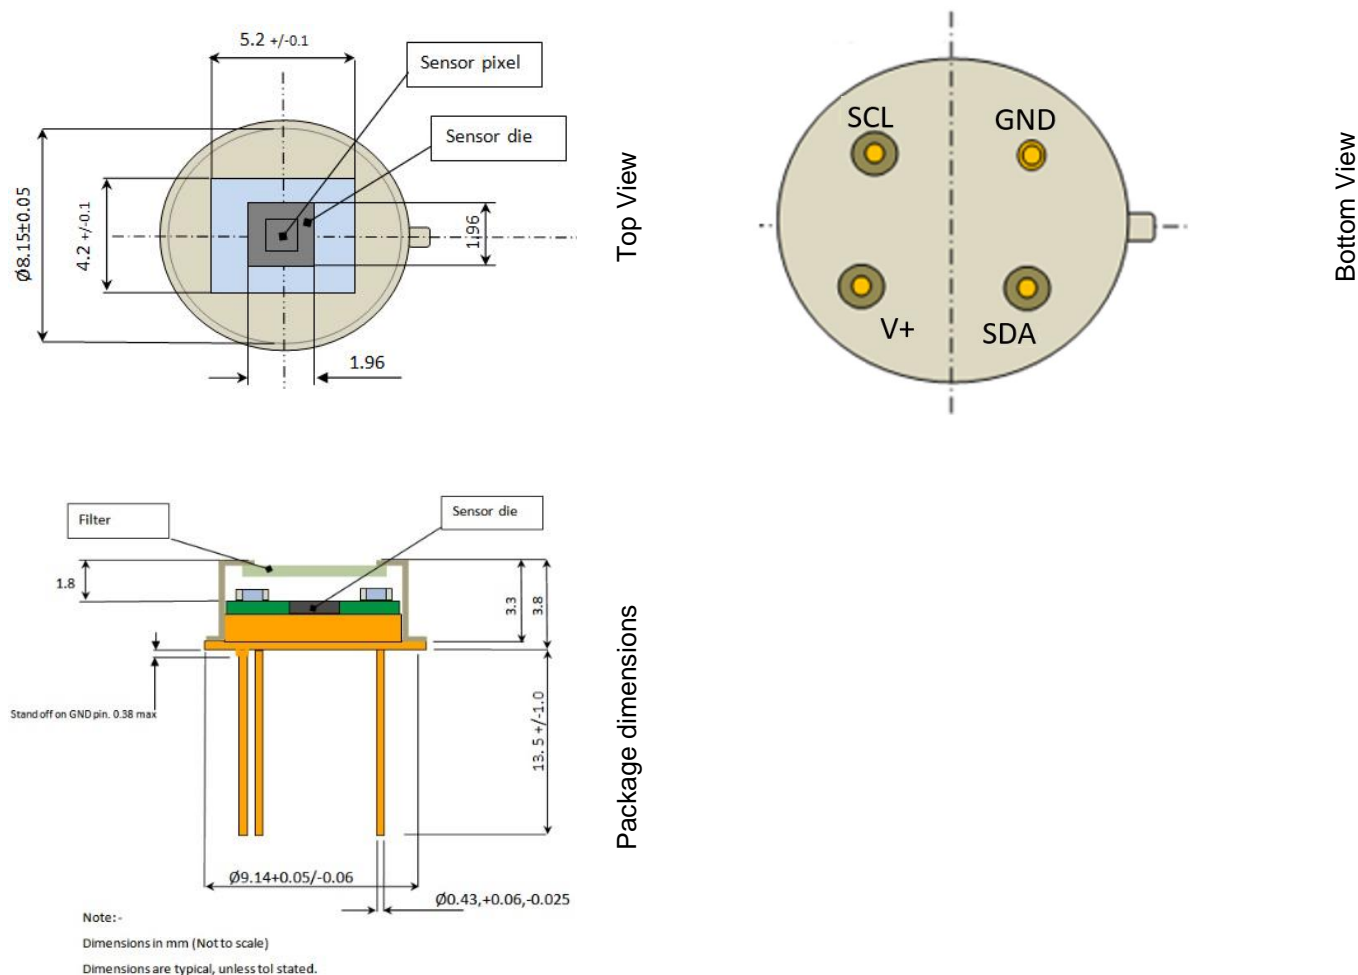 5.2 +/-0.1
Sensor pixel
Sensor die
Ø8.15±0.05
4.2 +/-0.1
1.96
1.96
Top View
SCL
GND
V+
SDA
Bottom View
Filter
Sensor die
1.8
3.3
3.8
Stand off on GND pin. 0.38 max
13.5 +/-1.0
Ø9.14+0.05/-0.06
Ø0.43,+0.06,-0.025
Package dimensions
Note:-
Dimensions in mm (Not to scale)
Dimensions are typical, unless tol stated.